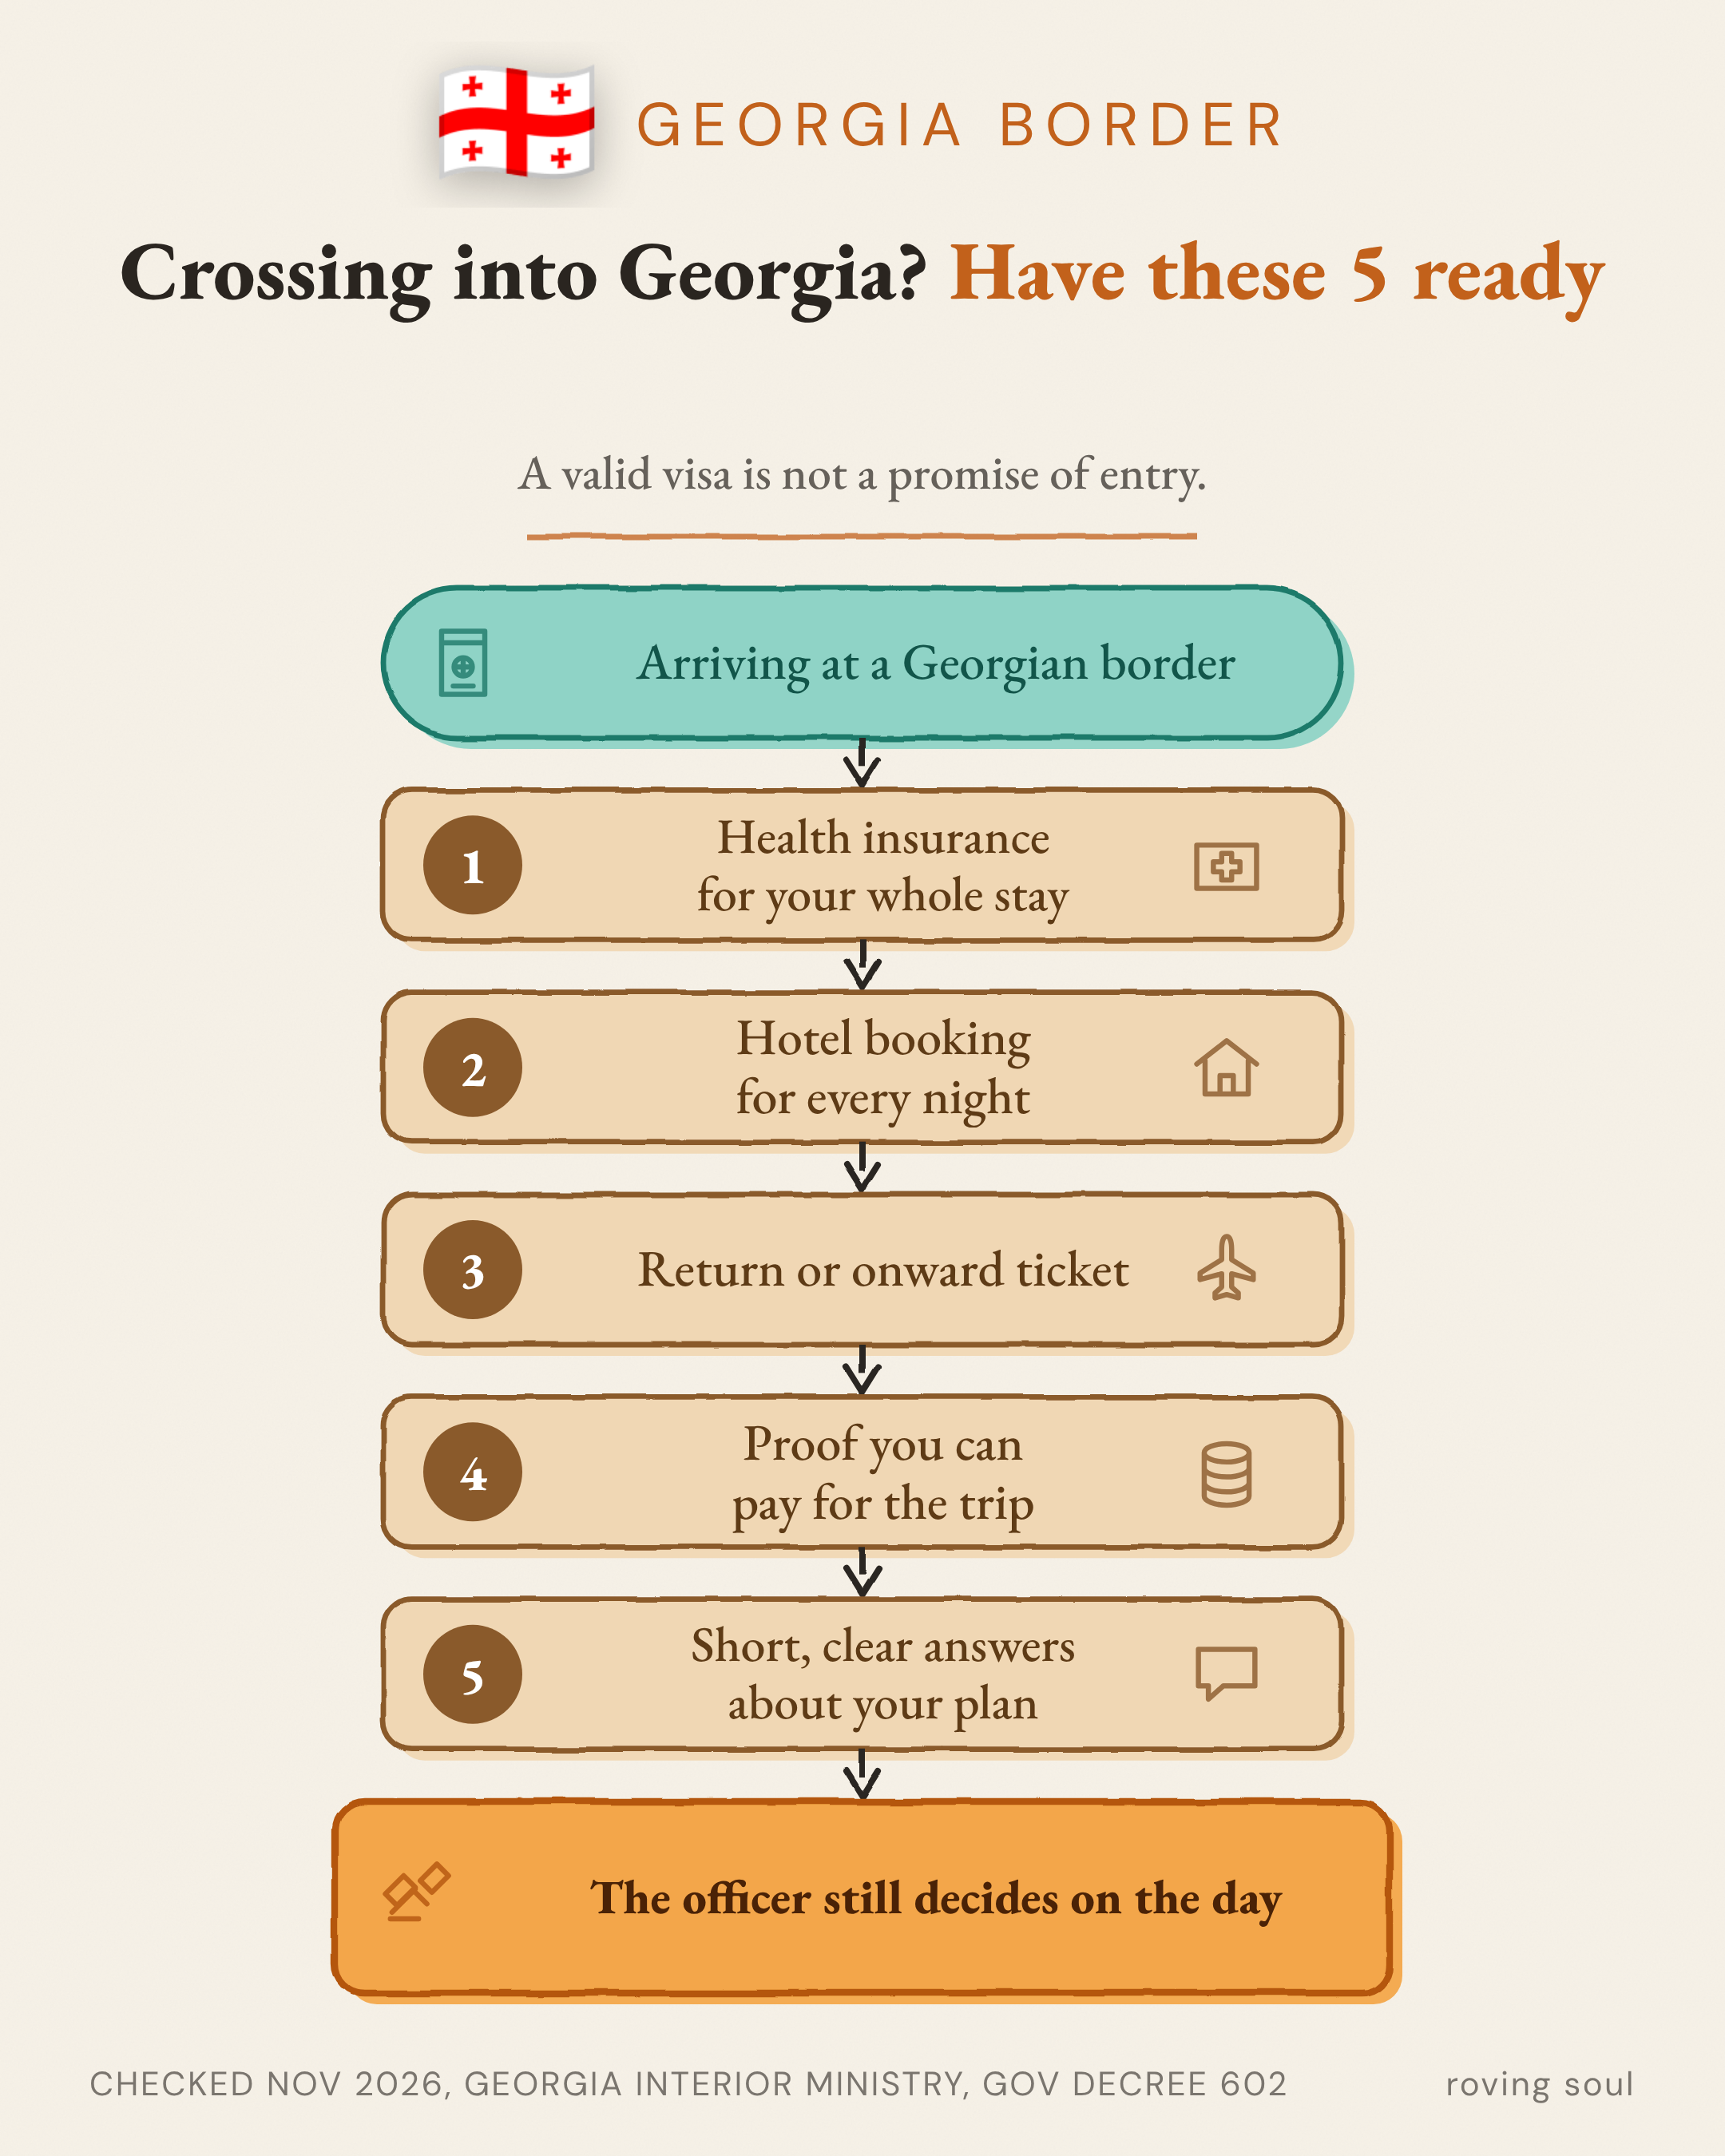 GEORGIA BORDER
Crossing into Georgia? Have these 5 ready
A valid visa is not a promise of entry.
Arriving at a Georgian border
1
Health insurance
for your whole stay
2
Hotel booking
for every night
3
Return or onward ticket
4
Proof you can
pay for the trip
5
Short, clear answers
about your plan
The officer still decides on the day
CHECKED NOV 2026, GEORGIA INTERIOR MINISTRY, GOV DECREE 602
roving soul